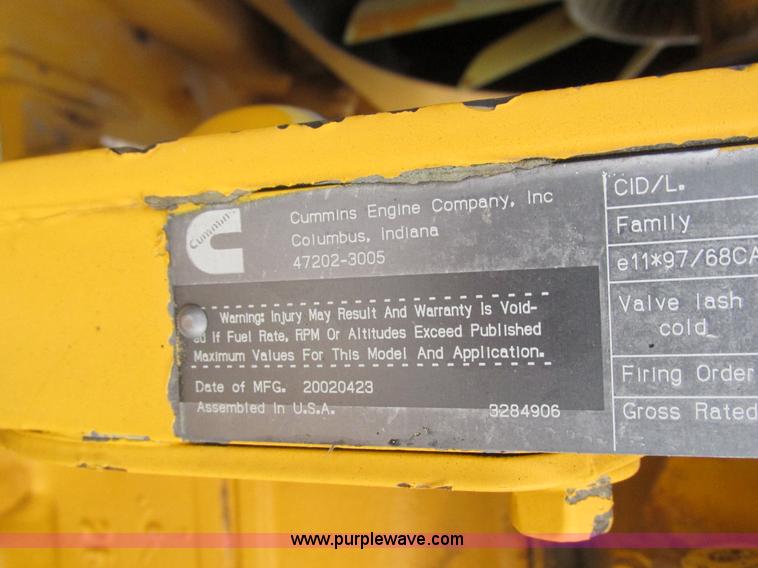 Cummins
Cummins Engine Company, Inc
Columbus, Indiana
47202-3005
Warning: Injury May Result And Warranty Is Void-
ed If Fuel Rate, RPM Or Altitudes Exceed Published
Maximum Values For This Model And Application.
Date of MFG. 20020423
Assembled in U.S.A. 3284906
CID/L.
Family
e11*97/68CA
Valve lash
cold
Firing Order
Gross Rated
www.purplewave.com